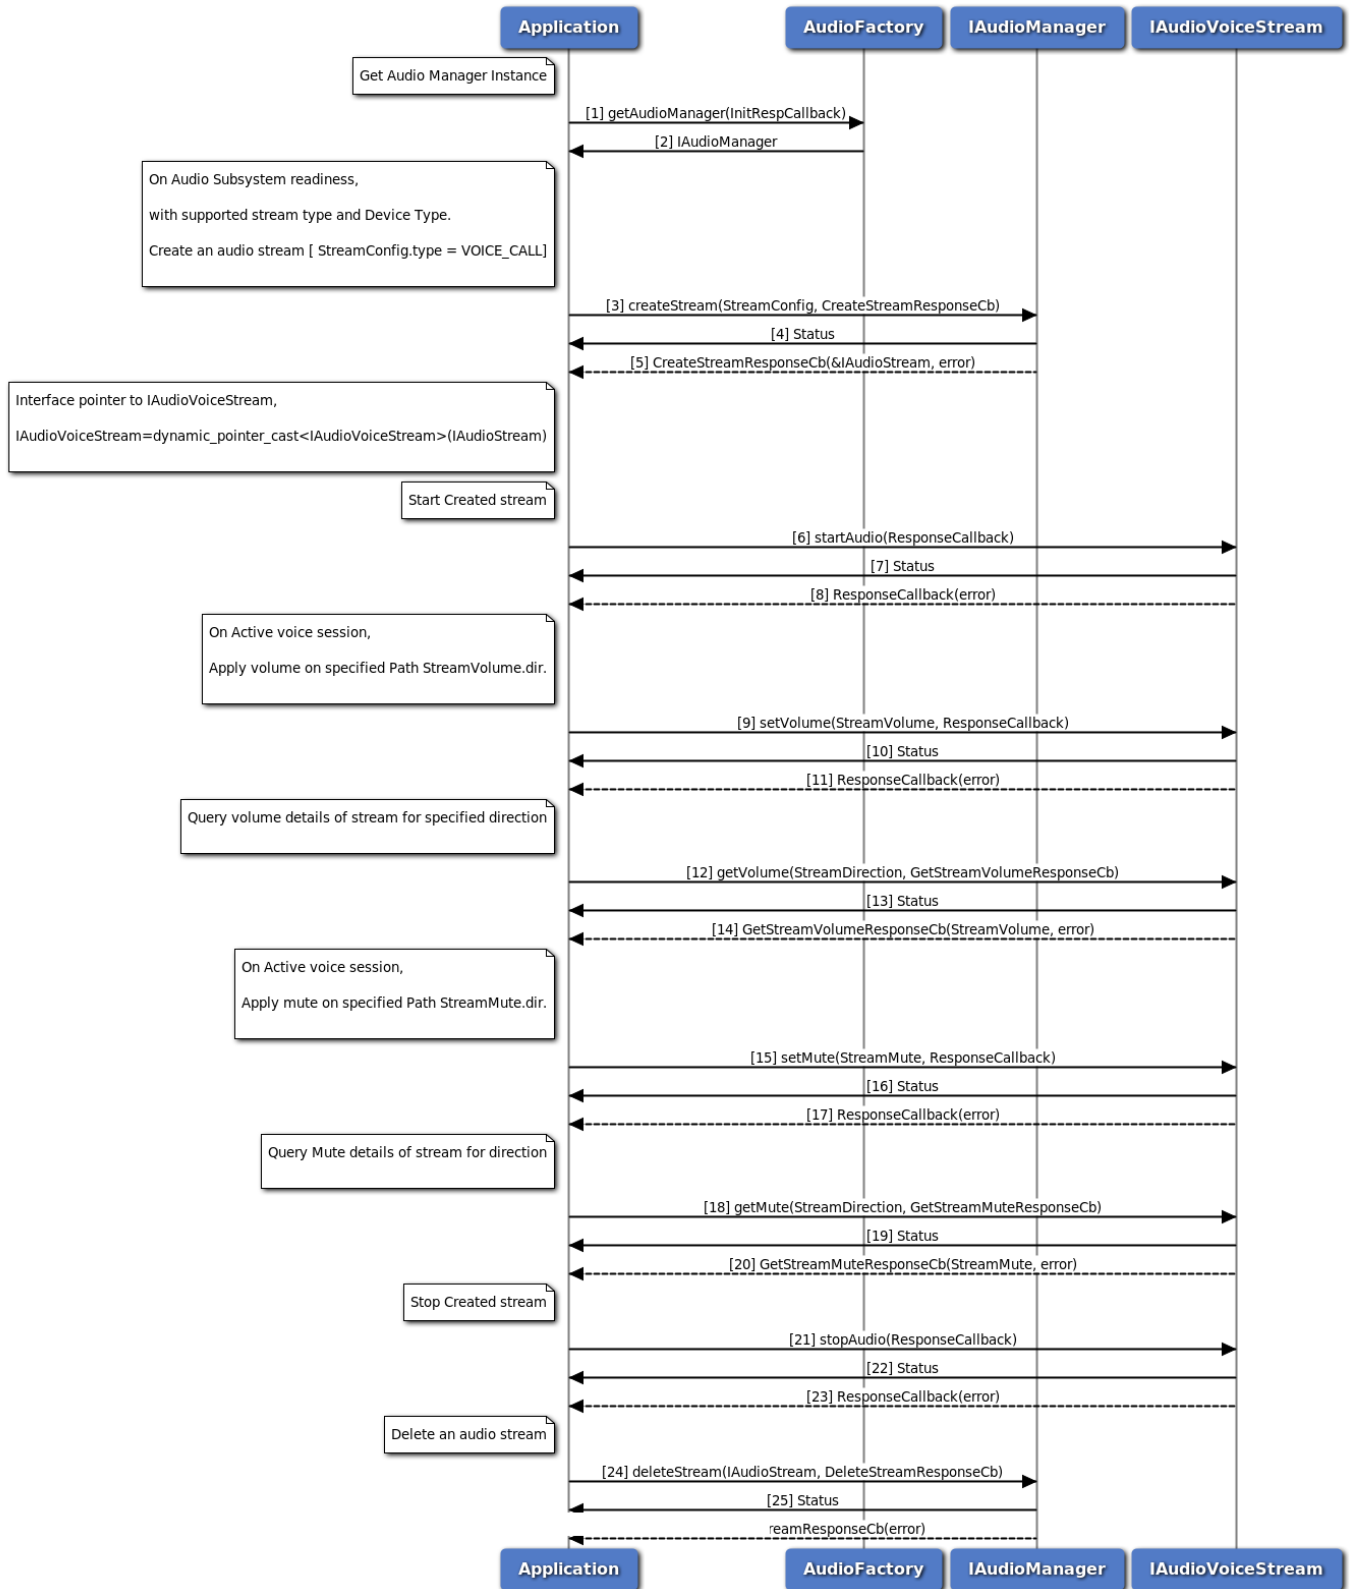 Application
AudioFactory
IAudioManager
IAudioVoiceStream
Get Audio Manager Instance
[1] getAudioManager(InitRespCallback)
[2] IAudioManager
On Audio Subsystem readiness,
with supported stream type and Device Type.
Create an audio stream [ StreamConfig.type = VOICE_CALL]
[3] createStream(StreamConfig, CreateStreamResponseCb)
[4] Status
[5] CreateStreamResponseCb(&IAudioStream, error)
Interface pointer to IAudioVoiceStream,
IAudioVoiceStream=dynamic_pointer_cast<IAudioVoiceStream>(IAudioStream)
Start Created stream
[6] startAudio(ResponseCallback)
[7] Status
[8] ResponseCallback(error)
On Active voice session,
Apply volume on specified Path StreamVolume.dir.
[9] setVolume(StreamVolume, ResponseCallback)
[10] Status
[11] ResponseCallback(error)
Query volume details of stream for specified direction
[12] getVolume(StreamDirection, GetStreamVolumeResponseCb)
[13] Status
[14] GetStreamVolumeResponseCb(StreamVolume, error)
On Active voice session,
Apply mute on specified Path StreamMute.dir.
[15] setMute(StreamMute, ResponseCallback)
[16] Status
[17] ResponseCallback(error)
Query Mute details of stream for direction
[18] getMute(StreamDirection, GetStreamMuteResponseCb)
[19] Status
[20] GetStreamMuteResponseCb(StreamMute, error)
Stop Created stream
[21] stopAudio(ResponseCallback)
[22] Status
[23] ResponseCallback(error)
Delete an audio stream
[24] deleteStream(IAudioStream, DeleteStreamResponseCb)
[25] Status
reamResponseCb(error)
Application
AudioFactory
IAudioManager
IAudioVoiceStream